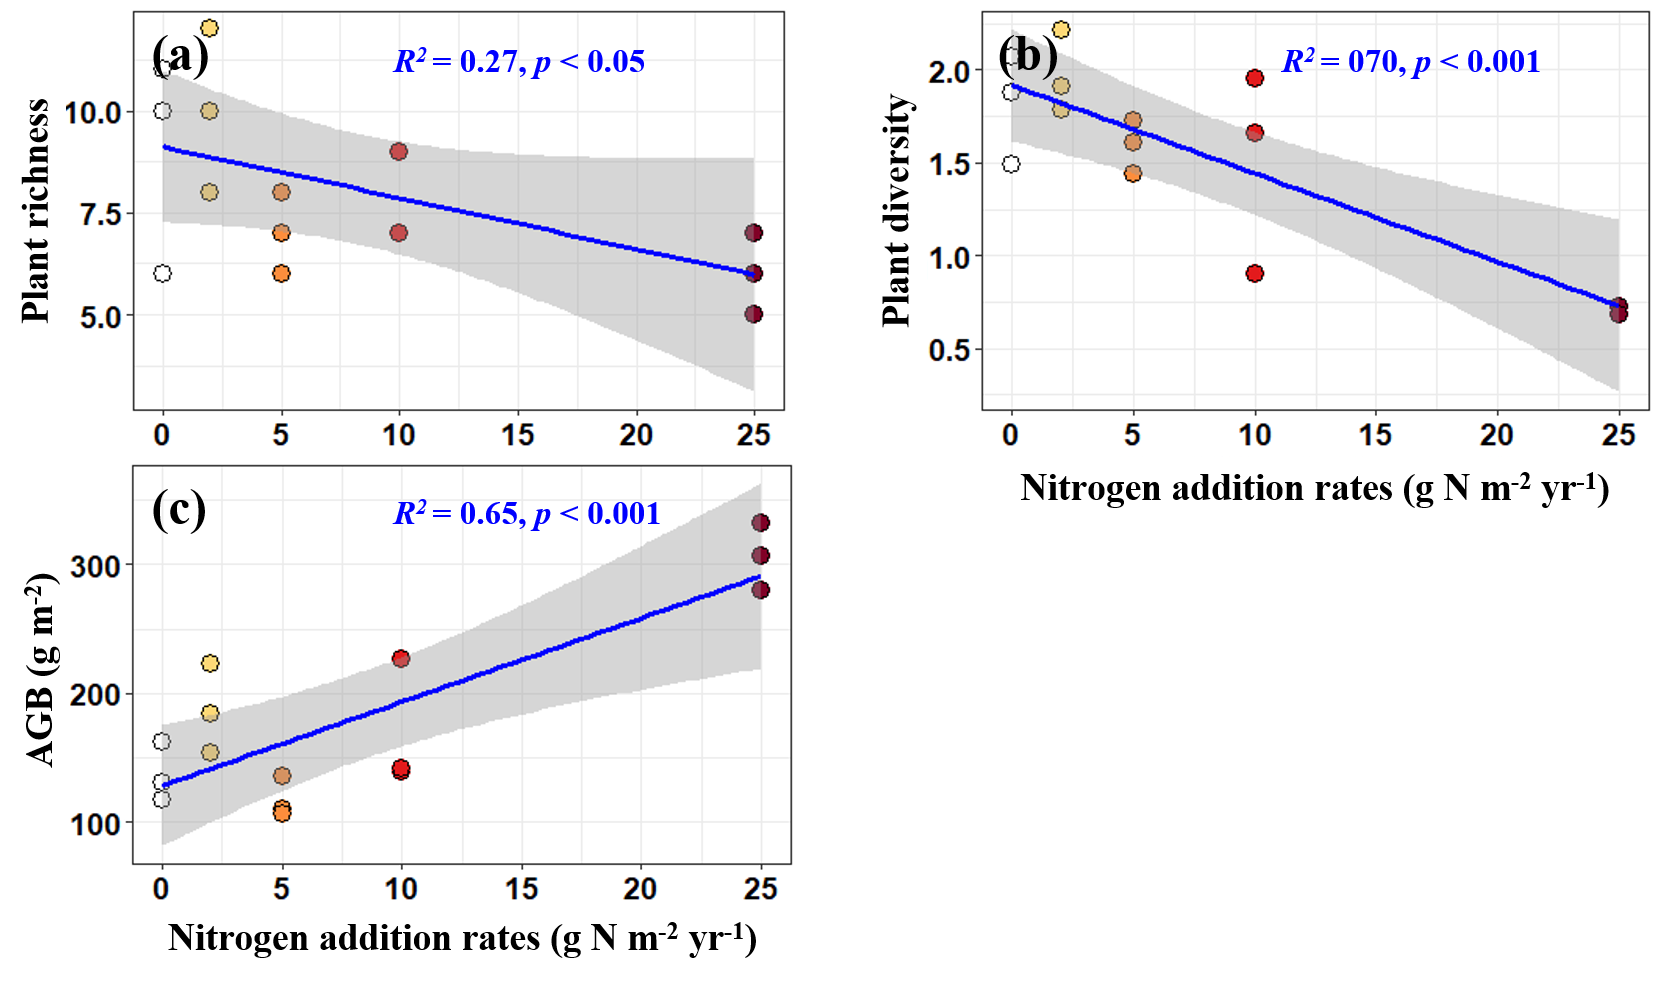 (a)
R² = 0.27, p < 0.05
Plant richness
10.0
7.5
5.0
0 5 10 15 20 25
(b)
R² = 070, p < 0.001
Plant diversity
2.0
1.5
1.0
0.5
0 5 10 15 20 25
Nitrogen addition rates (g N m⁻² yr⁻¹)
(c)
R² = 0.65, p < 0.001
AGB (g m⁻²)
300
200
100
0 5 10 15 20 25
Nitrogen addition rates (g N m⁻² yr⁻¹)